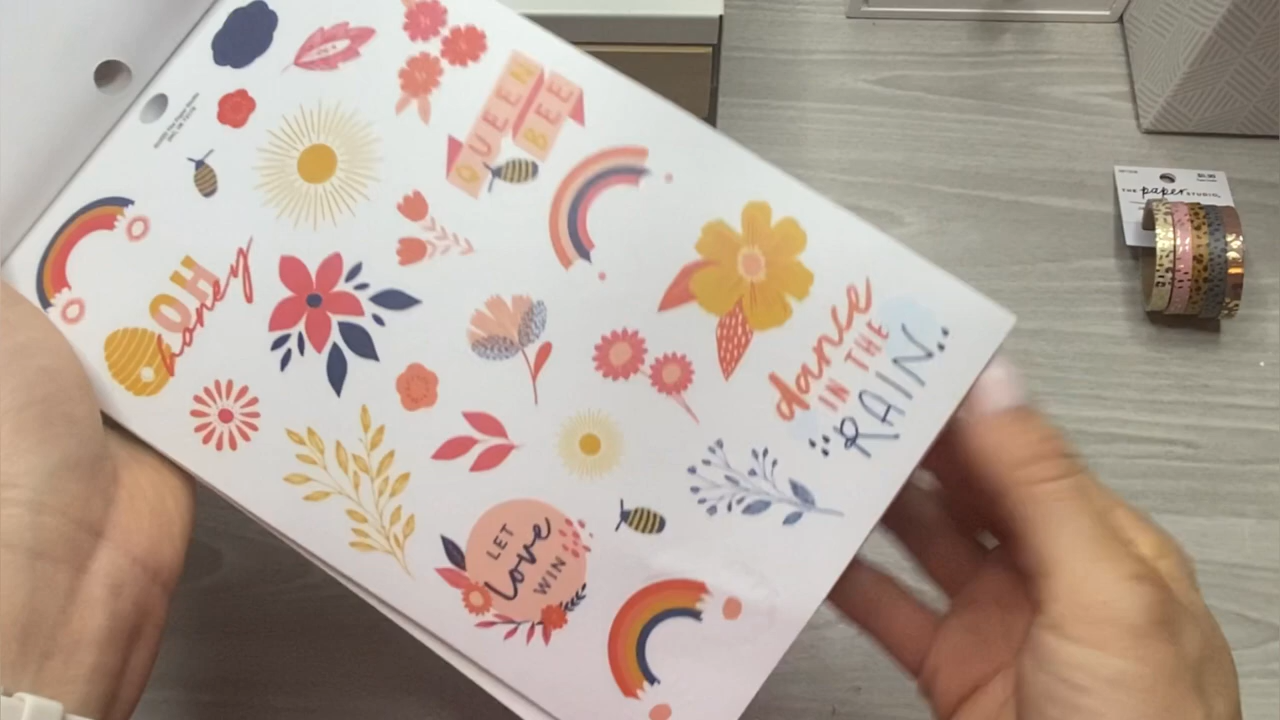 QUEEN
BEE
OH
honey
dance
IN THE
RAIN
LET
Love
WIN
THE paper STUDIO